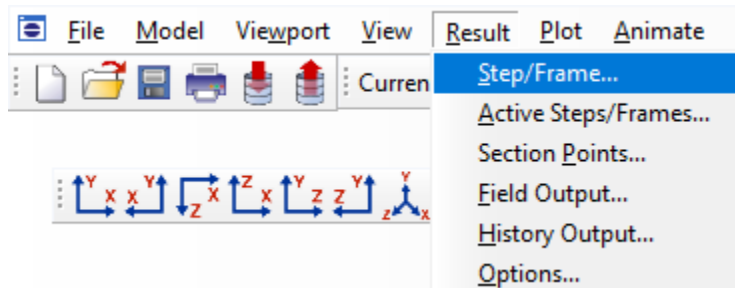 File Model Viewport View Result Plot Animate
Curren
Step/Frame...
Active Steps/Frames...
Section Points...
Field Output...
History Output...
Options...
Y X X Y X Z Z X Y Z Z Y Y Z X